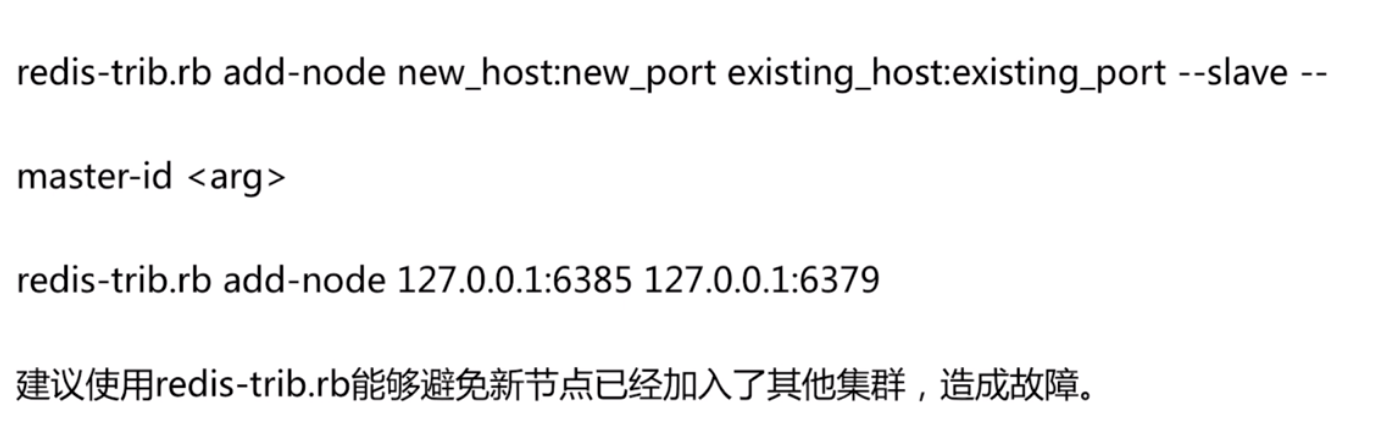 redis-trib.rb add-node new_host:new_port existing_host:existing_port --slave --
master-id <arg>
redis-trib.rb add-node 127.0.0.1:6385 127.0.0.1:6379
建议使用redis-trib.rb能够避免新节点已经加入了其他集群，造成故障。